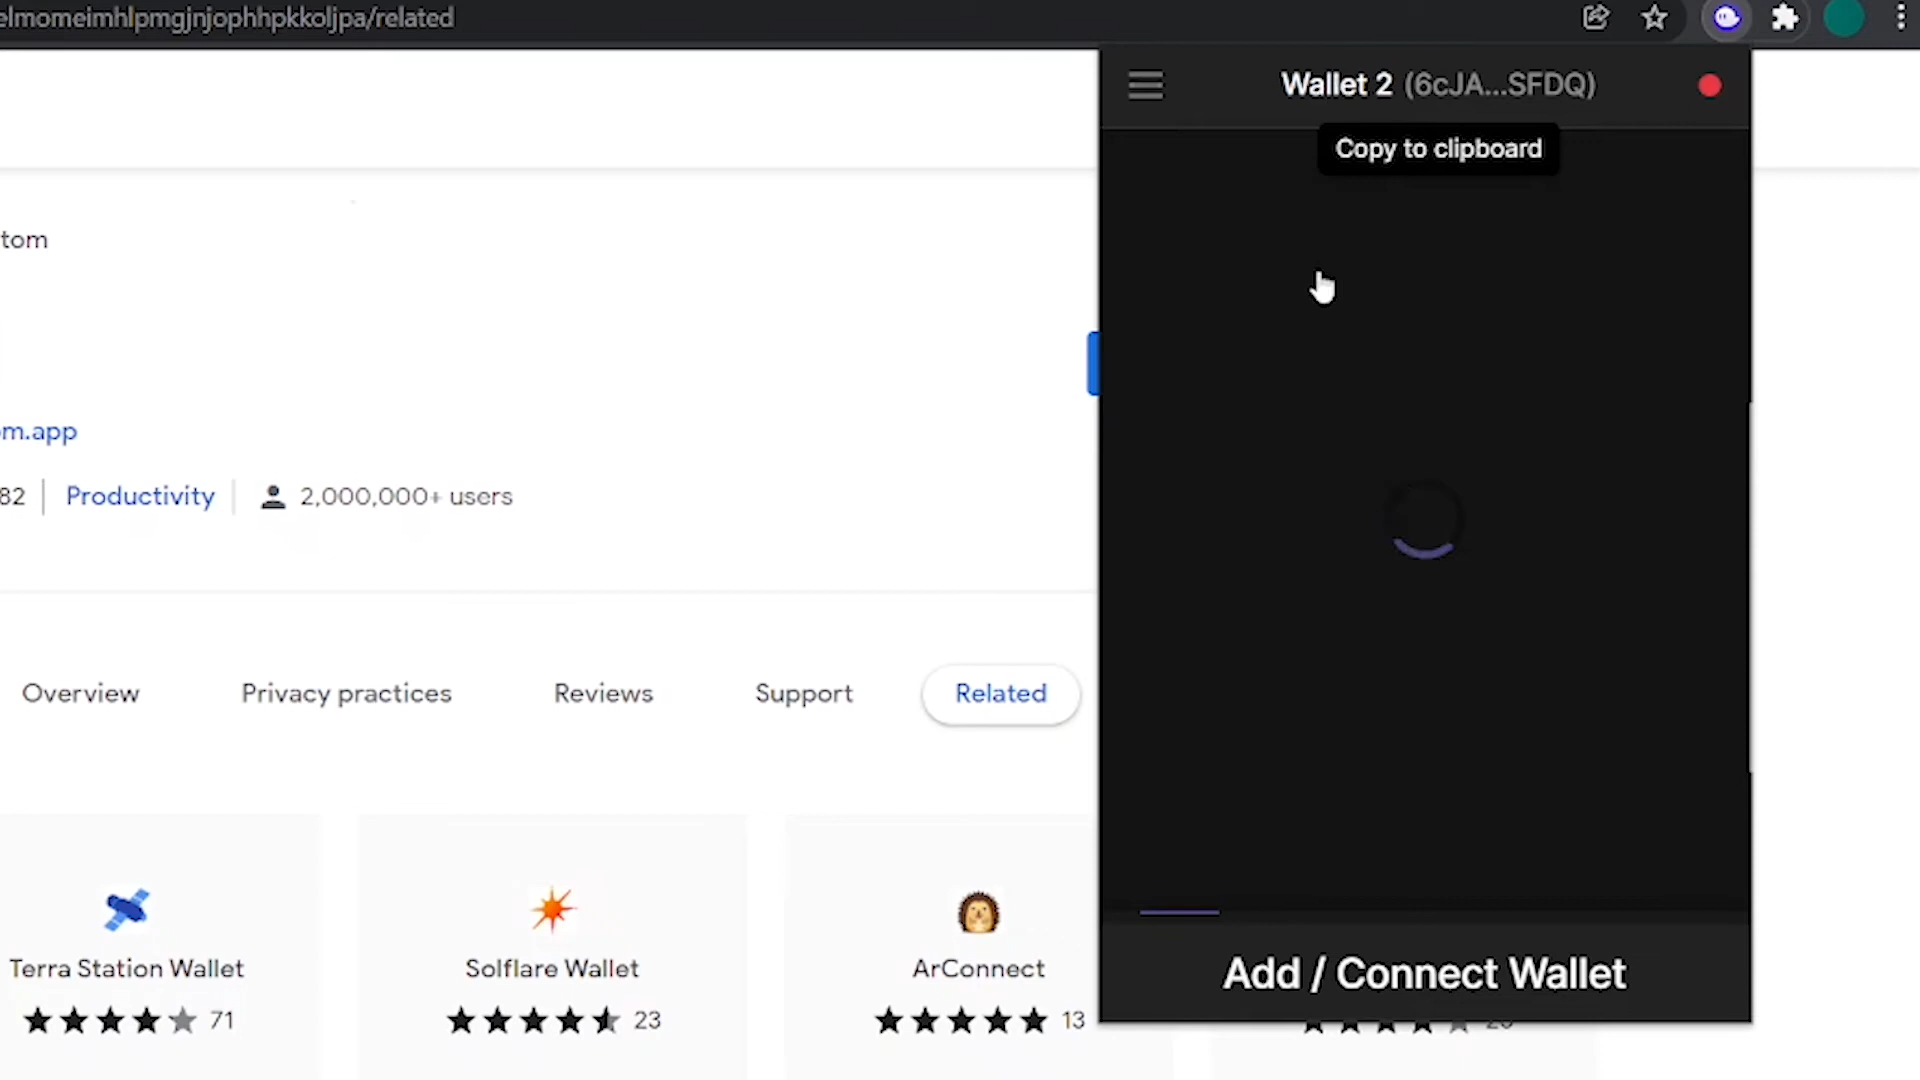 elmomeimhlpmgjnjophhpkkoljpa/related
Wallet 2 (6cJA...SFDQ)
Copy to clipboard
tom
om.app
82 | Productivity | 2,000,000+ users
Overview Privacy practices Reviews Support Related
Terra Station Wallet Solflare Wallet ArConnect
71 23 13
Add / Connect Wallet